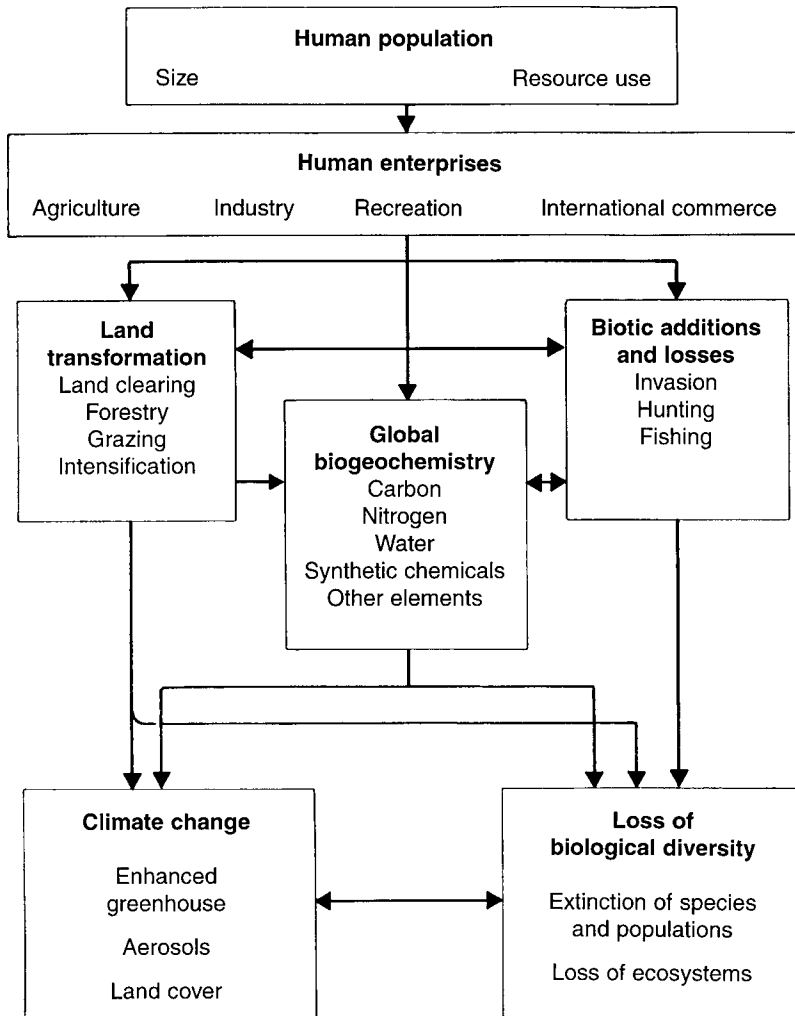 Human population
Size Resource use
Human enterprises
Agriculture Industry Recreation International commerce
Land
transformation
Land clearing
Forestry
Grazing
Intensification
Biotic additions
and losses
Invasion
Hunting
Fishing
Global
biogeochemistry
Carbon
Nitrogen
Water
Synthetic chemicals
Other elements
Climate change
Enhanced
greenhouse
Aerosols
Land cover
Loss of
biological diversity
Extinction of species
and populations
Loss of ecosystems